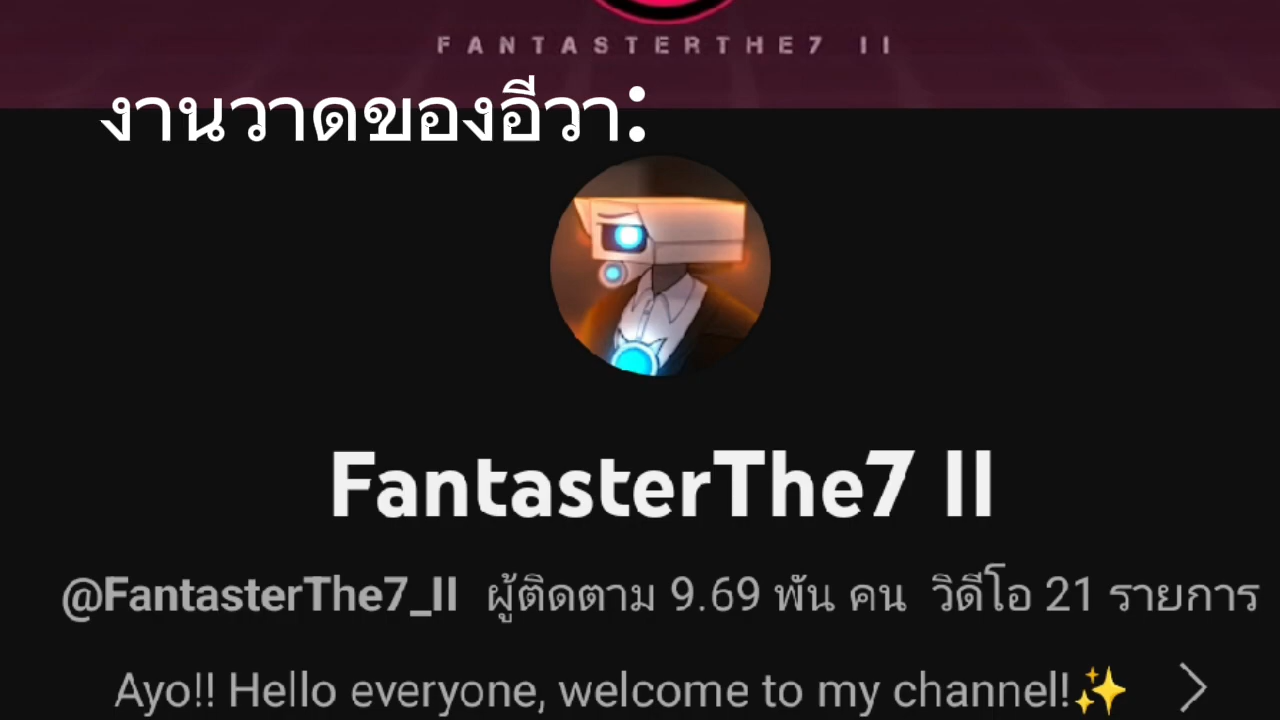 FANTASTERTHE7 II
งานวาดของอีวา:
FantasterThe7 II
@FantasterThe7_II ผู้ติดตาม 9.69 พัน คน วิดีโอ 21 รายการ
Ayo!! Hello everyone, welcome to my channel!✨